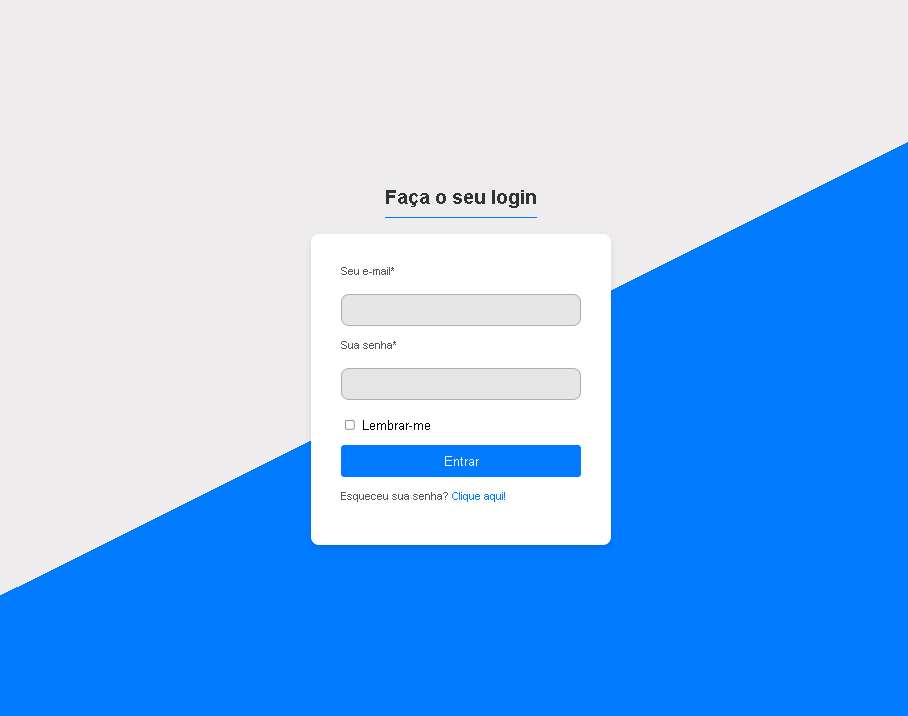 Faça o seu login
Seu e-mail*
Sua senha*
Lembrar-me
Entrar
Esqueceu sua senha? Clique aqui!